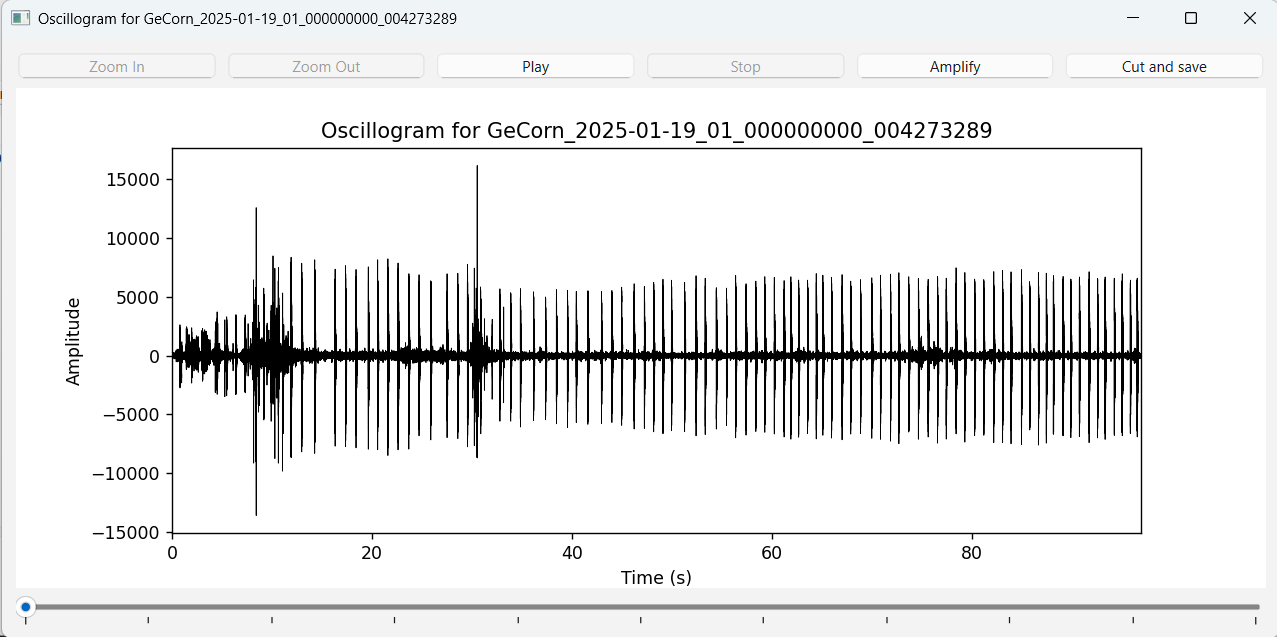 Oscillogram for GeCorn_2025-01-19_01_000000000_004273289
Zoom In Zoom Out Play Stop Amplify Cut and save
Oscillogram for GeCorn_2025-01-19_01_000000000_004273289
15000
10000
5000
0
−5000
−10000
−15000
Amplitude
0 20 40 60 80
Time (s)